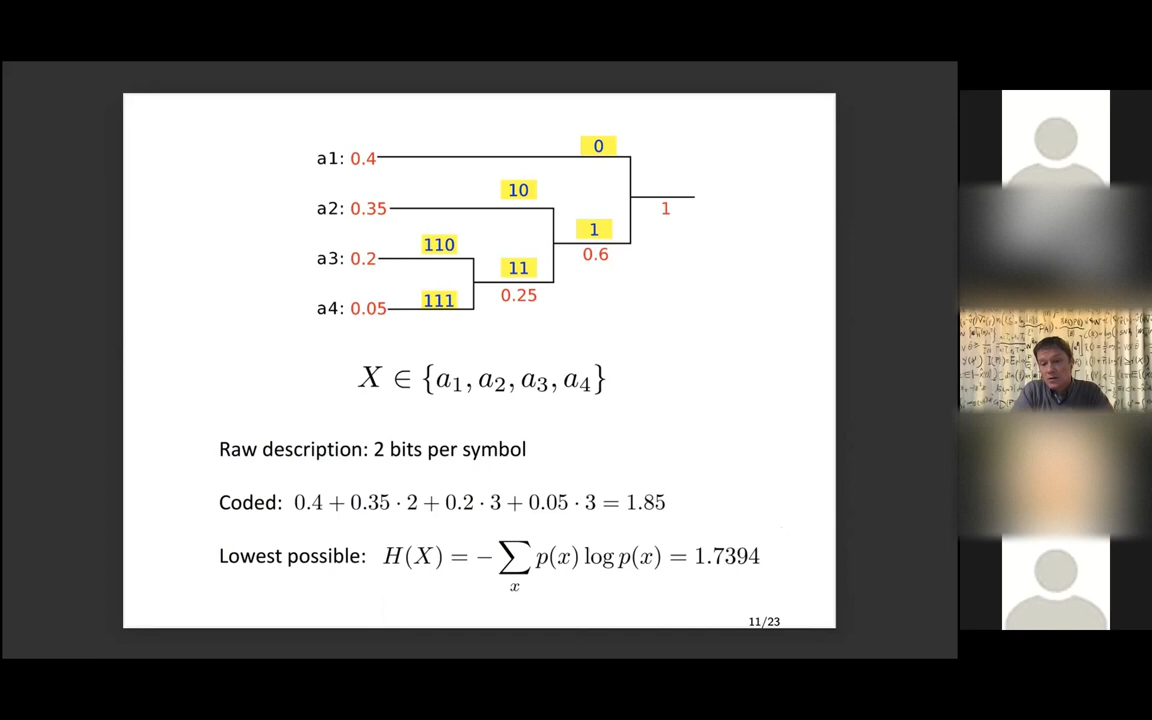 0
a1: 0.4
10
a2: 0.35
1
1
110
0.6
a3: 0.2
11
0.25
111
a4: 0.05
X ∈ {a₁, a₂, a₃, a₄}
Raw description: 2 bits per symbol
Coded: 0.4 + 0.35 · 2 + 0.2 · 3 + 0.05 · 3 = 1.85
Lowest possible: H(X) = − ∑ₓ p(x) log p(x) = 1.7394
11/23